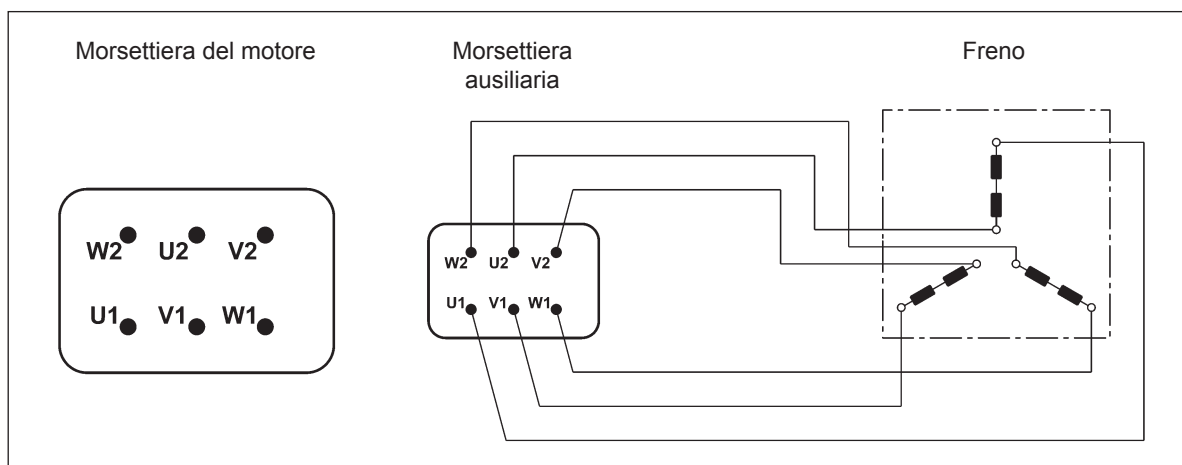 Morsettiera del motore
Morsettiera
ausiliaria
Freno
W2 U2 V2
U1 V1 W1
W2 U2 V2
U1 V1 W1